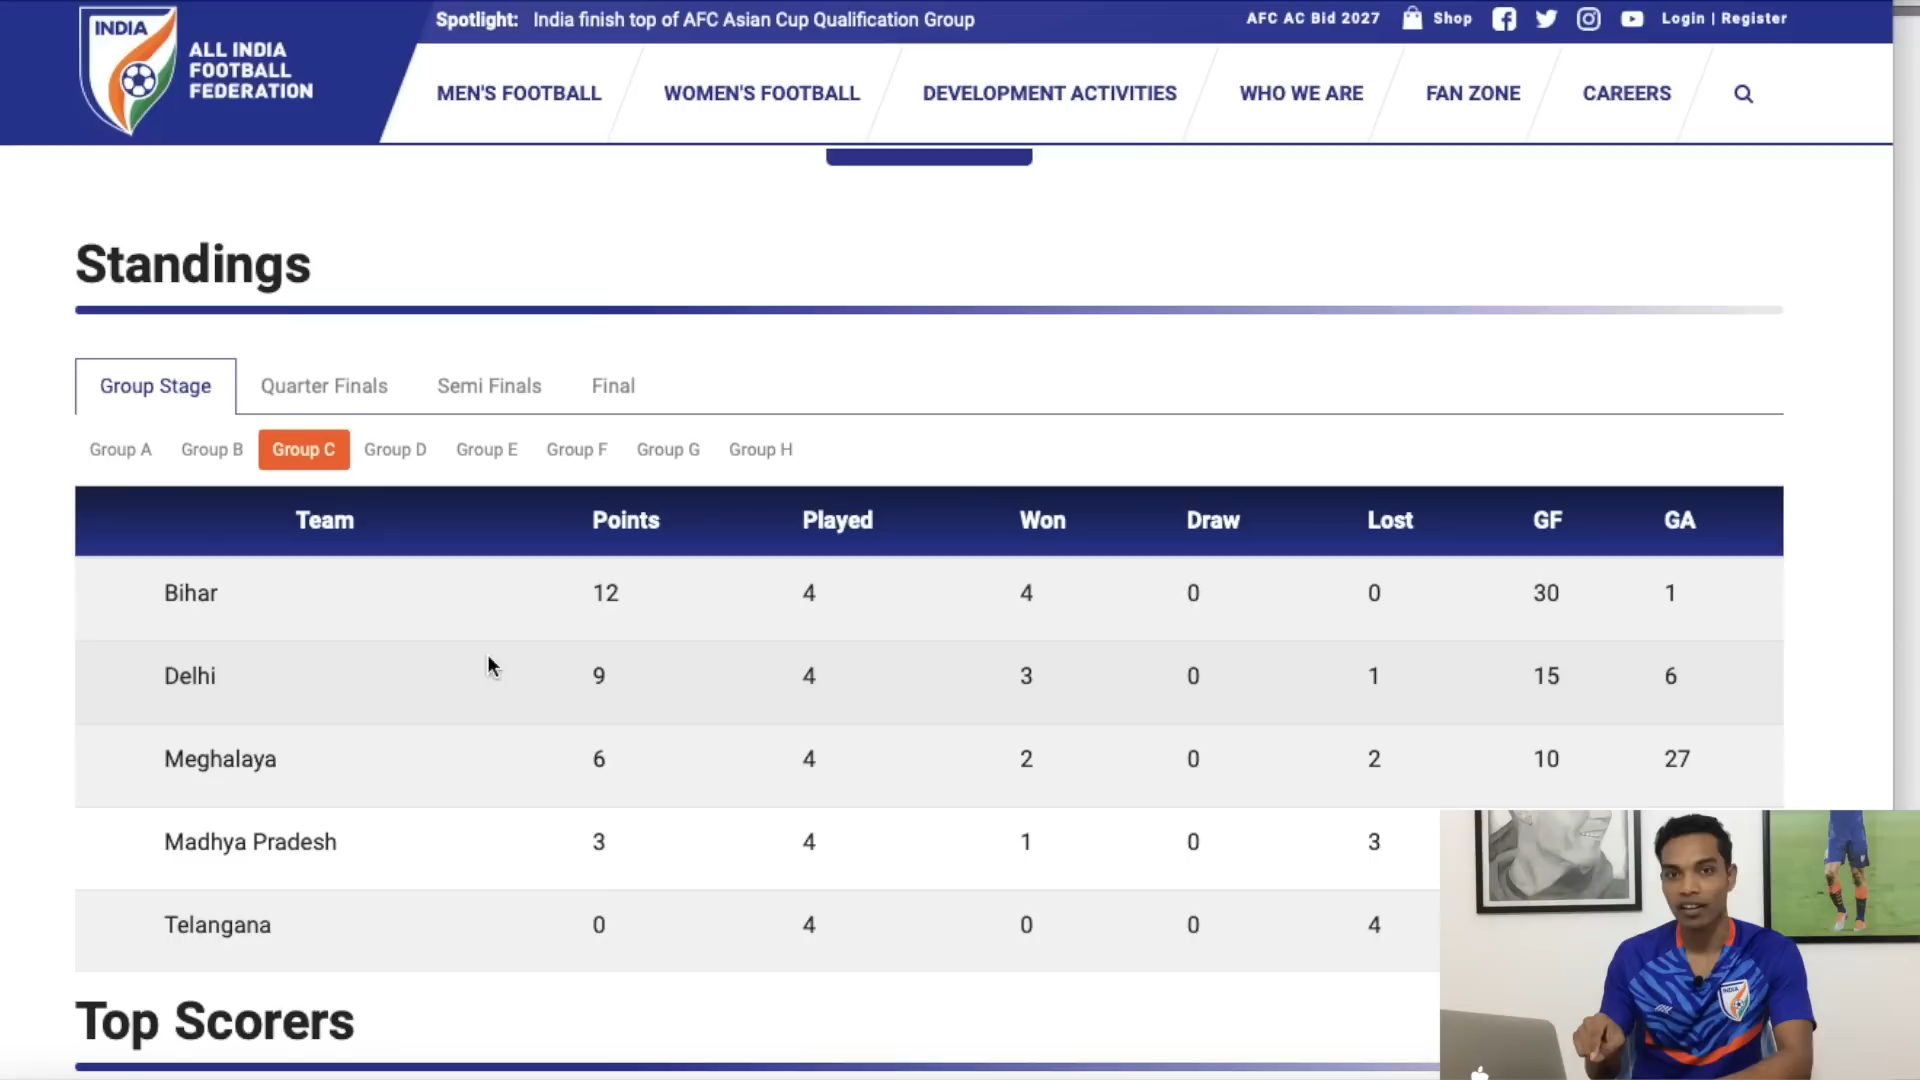 INDIA
ALL INDIA
FOOTBALL
FEDERATION
Spotlight: India finish top of AFC Asian Cup Qualification Group
AFC AC Bid 2027 Shop Login | Register
MEN'S FOOTBALL WOMEN'S FOOTBALL DEVELOPMENT ACTIVITIES WHO WE ARE FAN ZONE CAREERS
Standings
Group Stage Quarter Finals Semi Finals Final
Group A Group B Group C Group D Group E Group F Group G Group H
Team Points Played Won Draw Lost GF GA
Bihar 12 4 4 0 0 30 1
Delhi 9 4 3 0 1 15 6
Meghalaya 6 4 2 0 2 10 27
Madhya Pradesh 3 4 1 0 3
Telangana 0 4 0 0 4
Top Scorers
INDIA